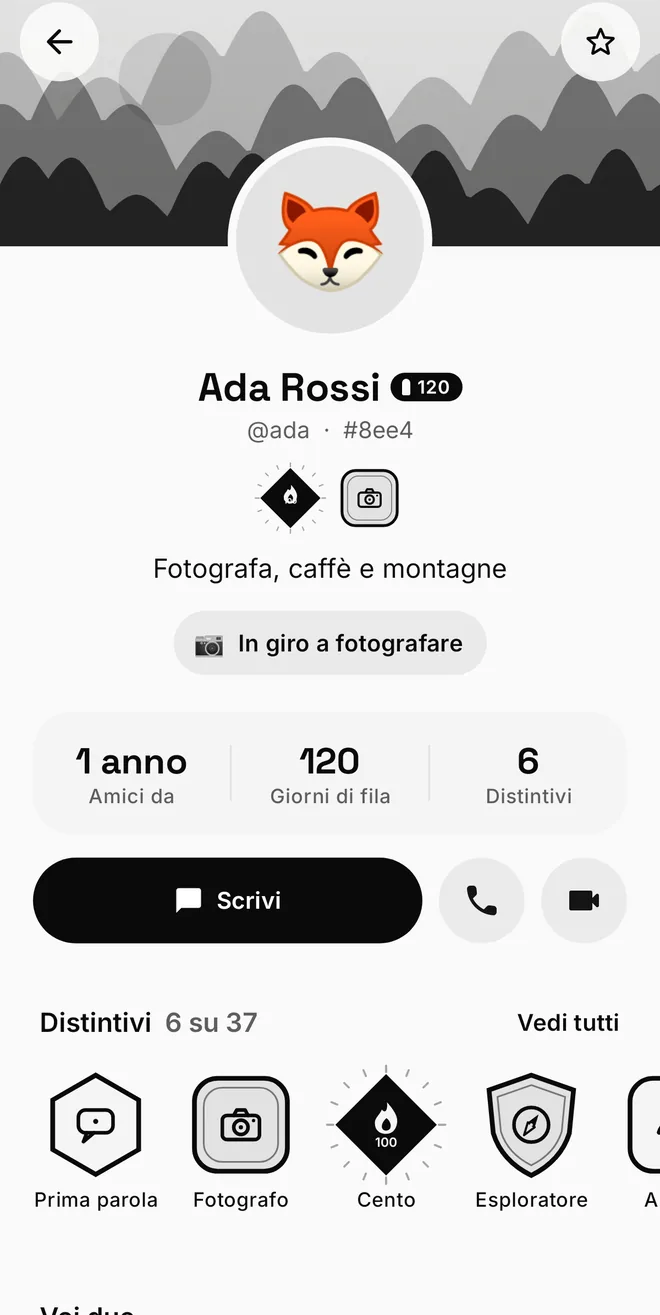 Ada Rossi 120
@ada · #8ee4
Fotografa, caffè e montagne
In giro a fotografare
1 anno 120 6
Amici da Giorni di fila Distintivi
Scrivi
Distintivi 6 su 37 Vedi tutti
100
Prima parola Fotografo Cento Esploratore A